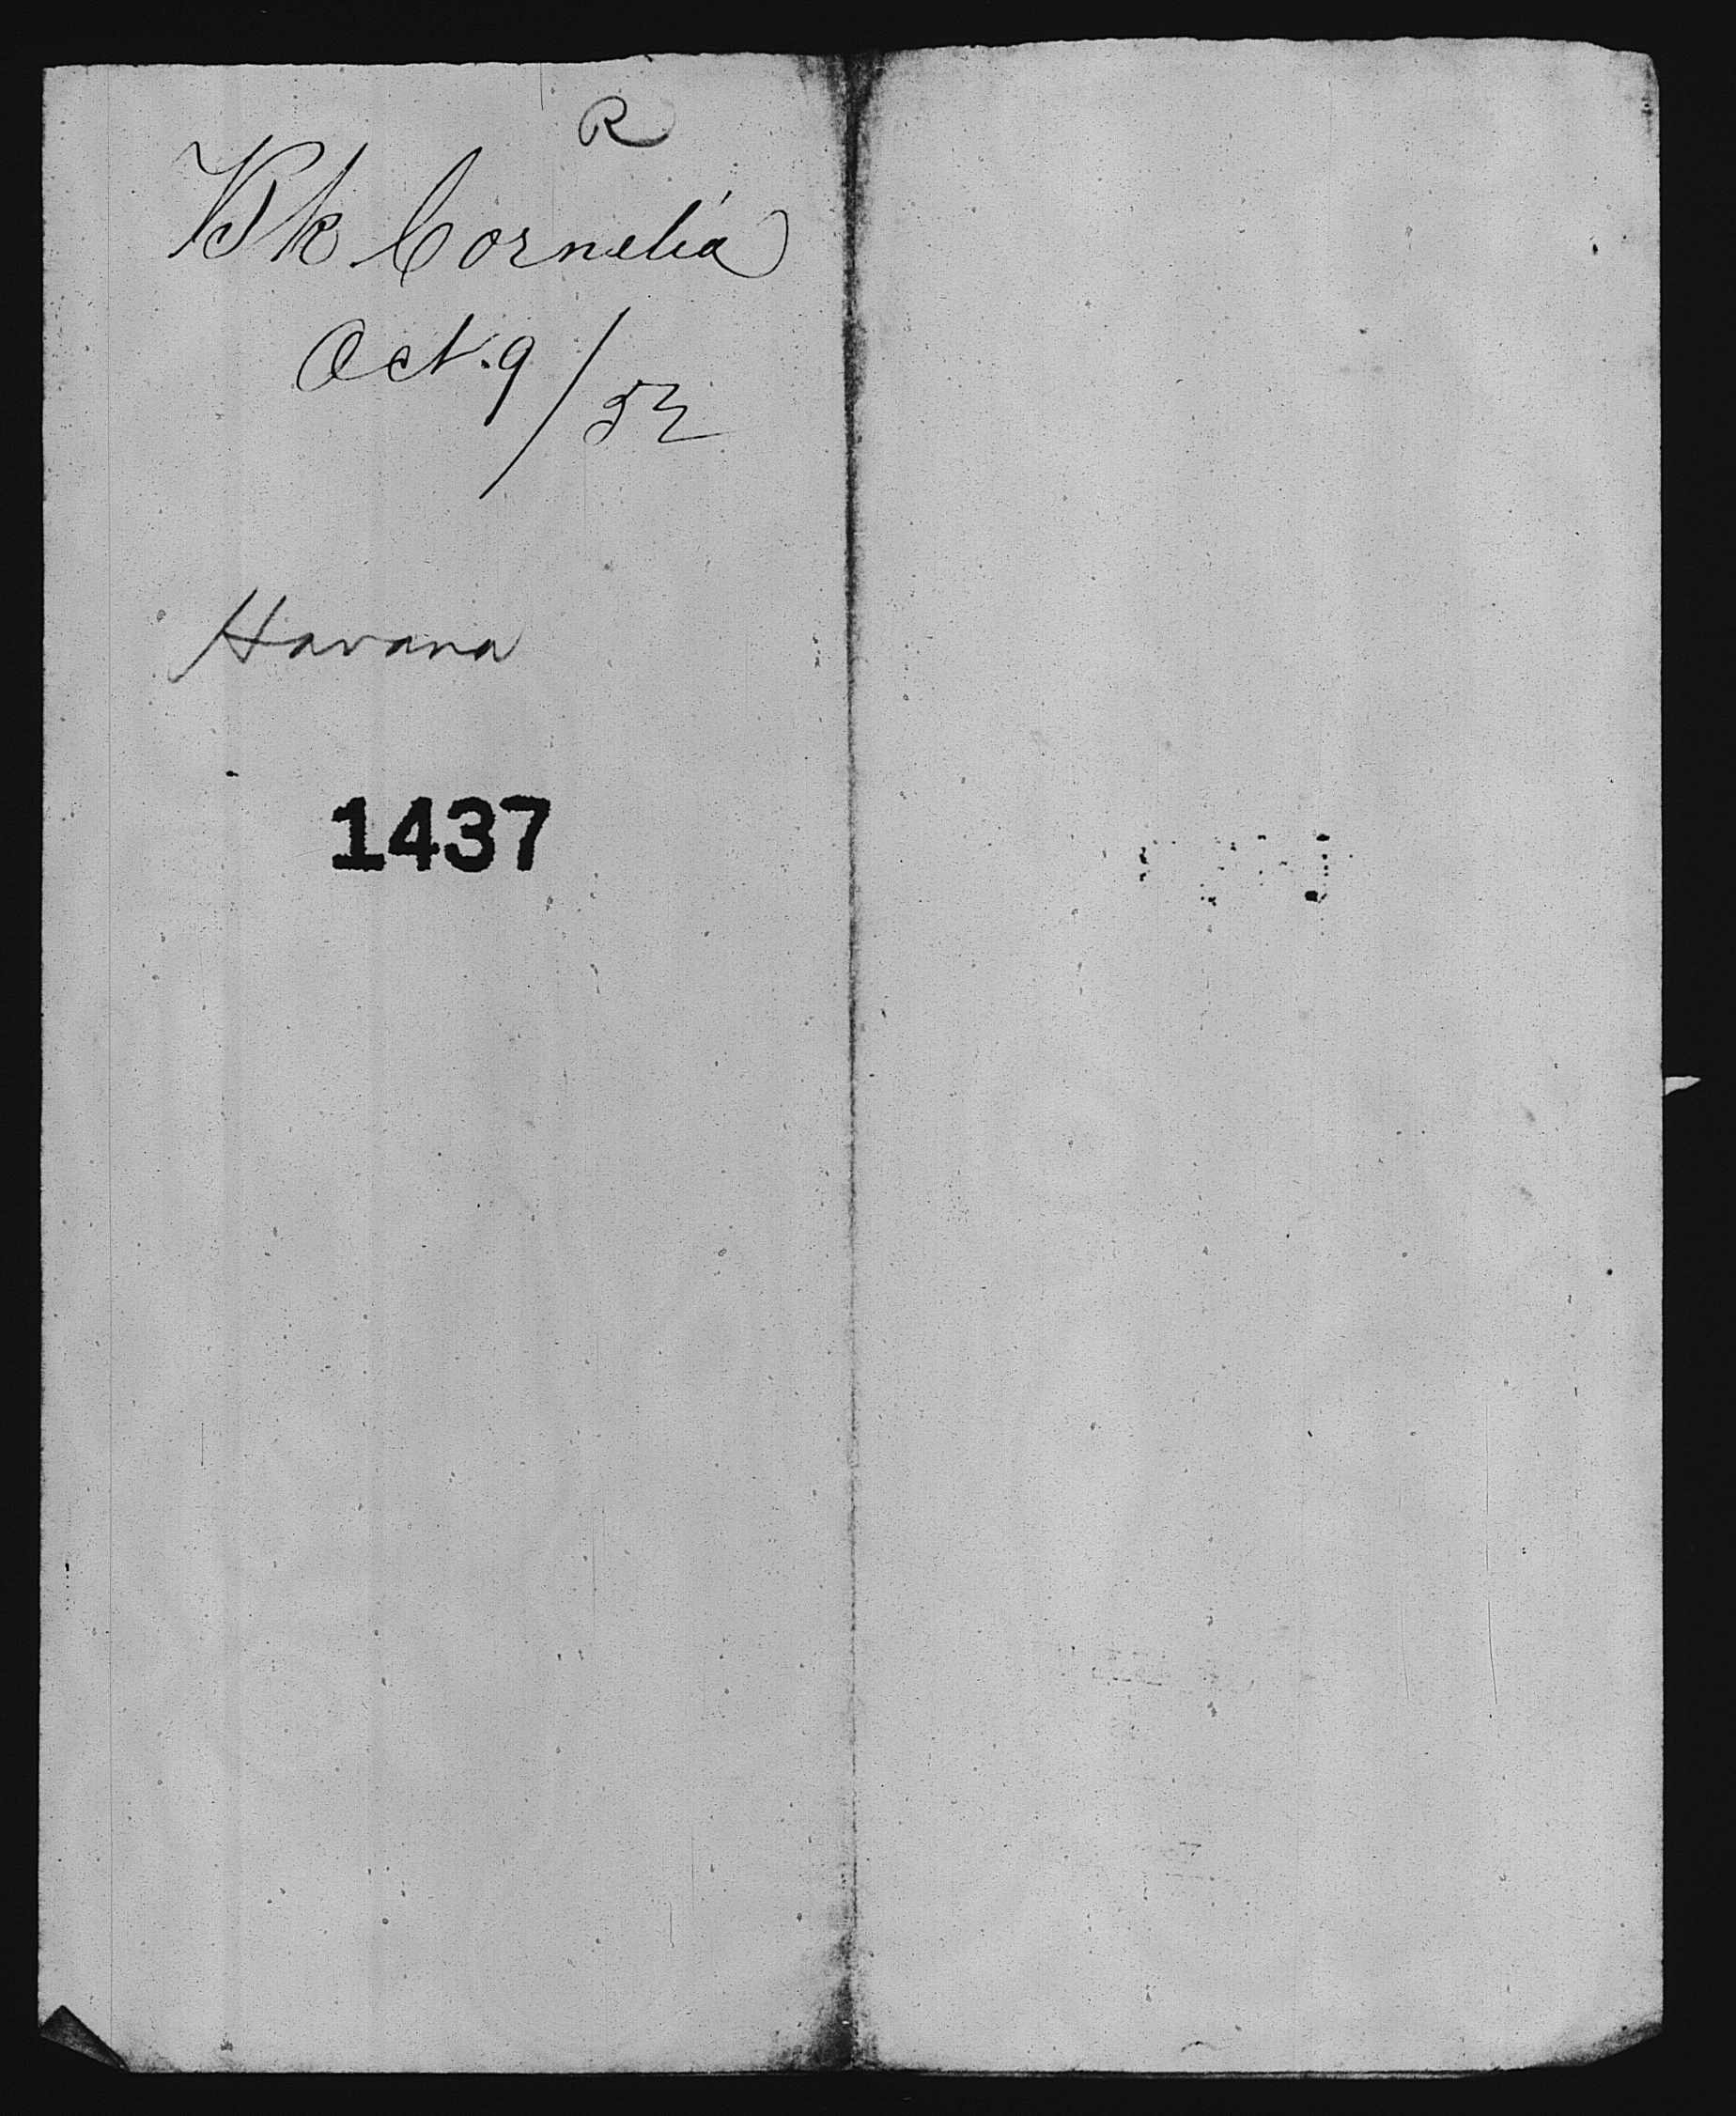 R
Bk Cornelia
Oct. 9/52
Havana
1437